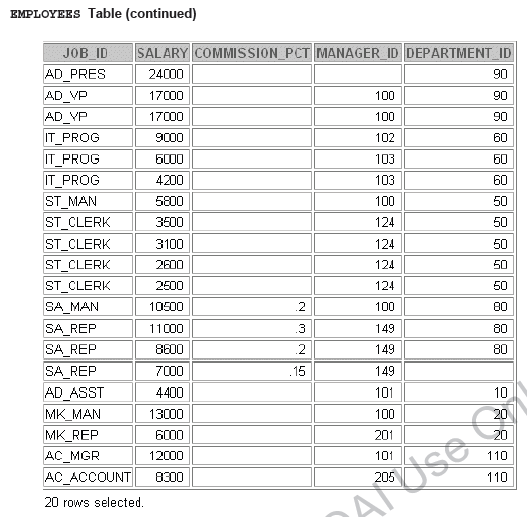 EMPLOYEES Table (continued)
JOB_ID SALARY COMMISSION_PCT MANAGER_ID DEPARTMENT_ID
AD_PRES 24000 90
AD_VP 17000 100 90
AD_VP 17000 100 90
IT_PROG 9000 102 60
IT_PROG 6000 103 60
IT_PROG 4200 103 60
ST_MAN 5800 100 50
ST_CLERK 3500 124 50
ST_CLERK 3100 124 50
ST_CLERK 2600 124 50
ST_CLERK 2500 124 50
SA_MAN 10500 .2 100 80
SA_REP 11000 .3 149 80
SA_REP 8600 .2 149 80
SA_REP 7000 .15 149
AD_ASST 4400 101 10
MK_MAN 13000 100 20
MK_REP 6000 201 20
AC_MGR 12000 101 110
AC_ACCOUNT 8300 205 110
20 rows selected.
Use